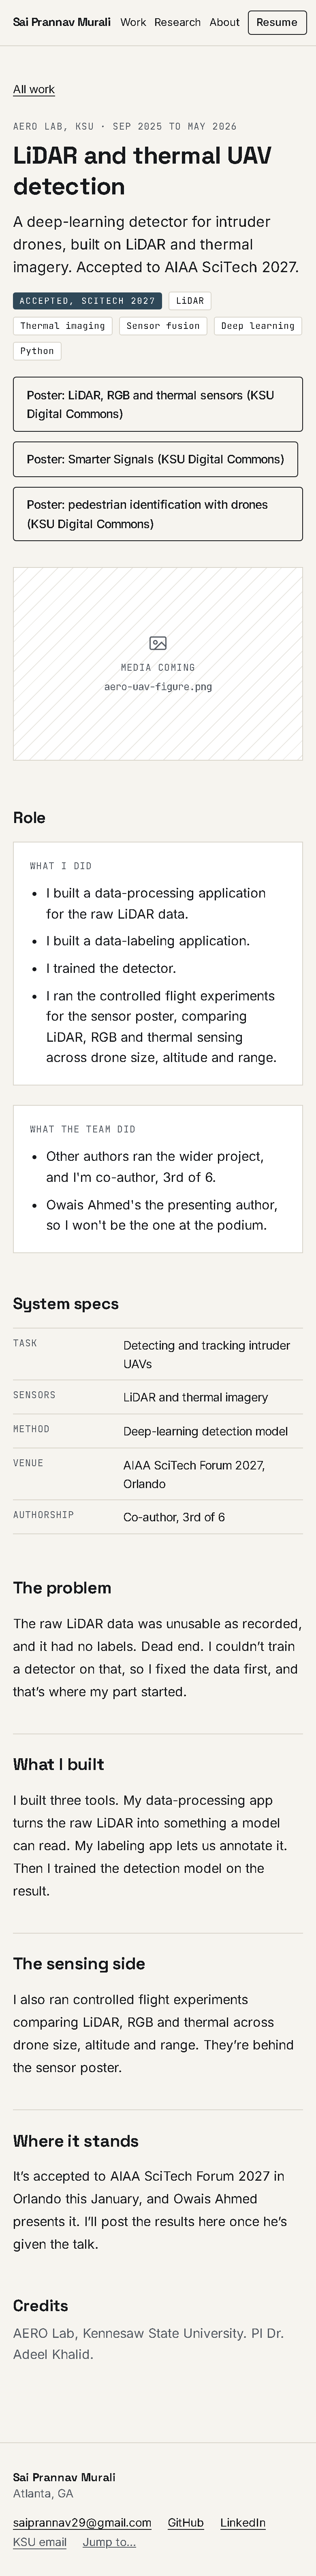 Sai Prannav Murali Work Research About Resume
All work
AERO LAB, KSU · SEP 2025 TO MAY 2026
LiDAR and thermal UAV
detection
A deep-learning detector for intruder
drones, built on LiDAR and thermal
imagery. Accepted to AIAA SciTech 2027.
ACCEPTED, SCITECH 2027 LiDAR
Thermal imaging Sensor fusion Deep learning
Python
Poster: LiDAR, RGB and thermal sensors (KSU
Digital Commons)
Poster: Smarter Signals (KSU Digital Commons)
Poster: pedestrian identification with drones
(KSU Digital Commons)
MEDIA COMING
aero-uav-figure.png
Role
WHAT I DID
• I built a data-processing application
for the raw LiDAR data.
• I built a data-labeling application.
• I trained the detector.
• I ran the controlled flight experiments
for the sensor poster, comparing
LiDAR, RGB and thermal sensing
across drone size, altitude and range.
WHAT THE TEAM DID
• Other authors ran the wider project,
and I'm co-author, 3rd of 6.
• Owais Ahmed's the presenting author,
so I won't be the one at the podium.
System specs
TASK Detecting and tracking intruder
UAVs
SENSORS LiDAR and thermal imagery
METHOD Deep-learning detection model
VENUE AIAA SciTech Forum 2027,
Orlando
AUTHORSHIP Co-author, 3rd of 6
The problem
The raw LiDAR data was unusable as recorded,
and it had no labels. Dead end. I couldn't train
a detector on that, so I fixed the data first, and
that's where my part started.
What I built
I built three tools. My data-processing app
turns the raw LiDAR into something a model
can read. My labeling app lets us annotate it.
Then I trained the detection model on the
result.
The sensing side
I also ran controlled flight experiments
comparing LiDAR, RGB and thermal across
drone size, altitude and range. They're behind
the sensor poster.
Where it stands
It's accepted to AIAA SciTech Forum 2027 in
Orlando this January, and Owais Ahmed
presents it. I'll post the results here once he's
given the talk.
Credits
AERO Lab, Kennesaw State University. PI Dr.
Adeel Khalid.
Sai Prannav Murali
Atlanta, GA
saiprannav29@gmail.com GitHub LinkedIn
KSU email Jump to...